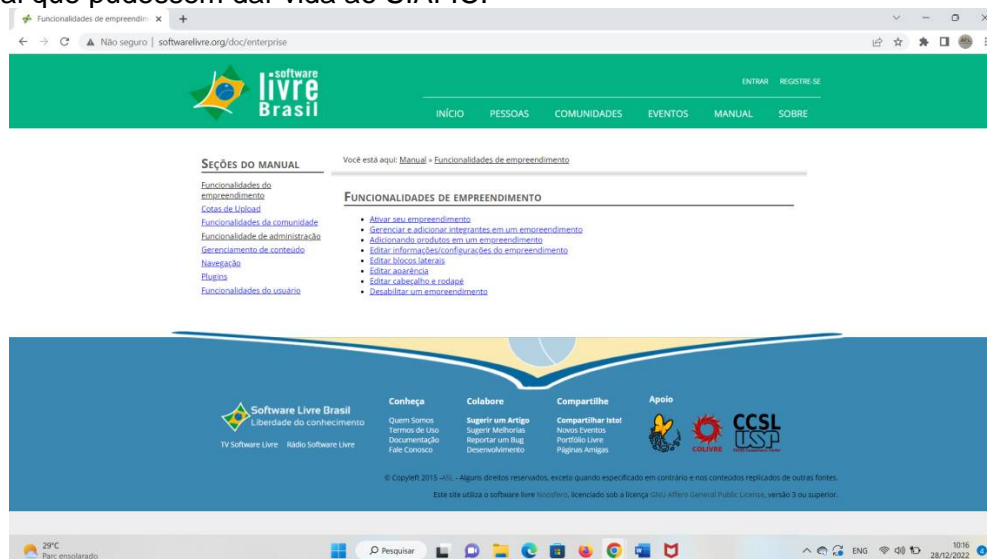 al que pudessem dar vida ao SIAFIC.
Funcionalidades de empreendim
Não seguro | softwarelivre.org/doc/enterprise
software
livre
Brasil
ENTRAR REGISTRE-SE
INÍCIO PESSOAS COMUNIDADES EVENTOS MANUAL SOBRE
SEÇÕES DO MANUAL
Funcionalidades do
empreendimento
Cotas de Upload
Funcionalidades da comunidade
Funcionalidade de administração
Gerenciamento de conteúdo
Navegação
Plugins
Funcionalidades do usuário
Você está aqui: Manual » Funcionalidades de empreendimento
FUNCIONALIDADES DE EMPREENDIMENTO
Ativar seu empreendimento
Gerenciar e adicionar integrantes em um empreendimento
Adicionando produtos em um empreendimento
Editar informações/configurações do empreendimento
Editar blocos laterais
Editar aparência
Editar cabeçalho e rodapé
Desabilitar um empreendimento
Software Livre Brasil
Liberdade do conhecimento
TV Software Livre Rádio Software Livre
Conheça
Quem Somos
Termos de Uso
Documentação
Fale Conosco
Colabore
Sugerir um Artigo
Sugerir Melhorias
Reportar um Bug
Desenvolvimento
Compartilhe
Compartilhar Isto!
Novos Eventos
Portfólio Livre
Páginas Amigas
Apoio
COLIVRE
CCSL
USP
© Copyleft 2015 -ASL - Alguns direitos reservados, exceto quando especificado em contrário e nos conteúdos replicados de outras fontes.
Este site utiliza o software livre Noosfero, licenciado sob a licença GNU Affero General Public License, versão 3 ou superior.
29°C
Parc ensolarado
Pesquisar
ENG
10:16
28/12/2022